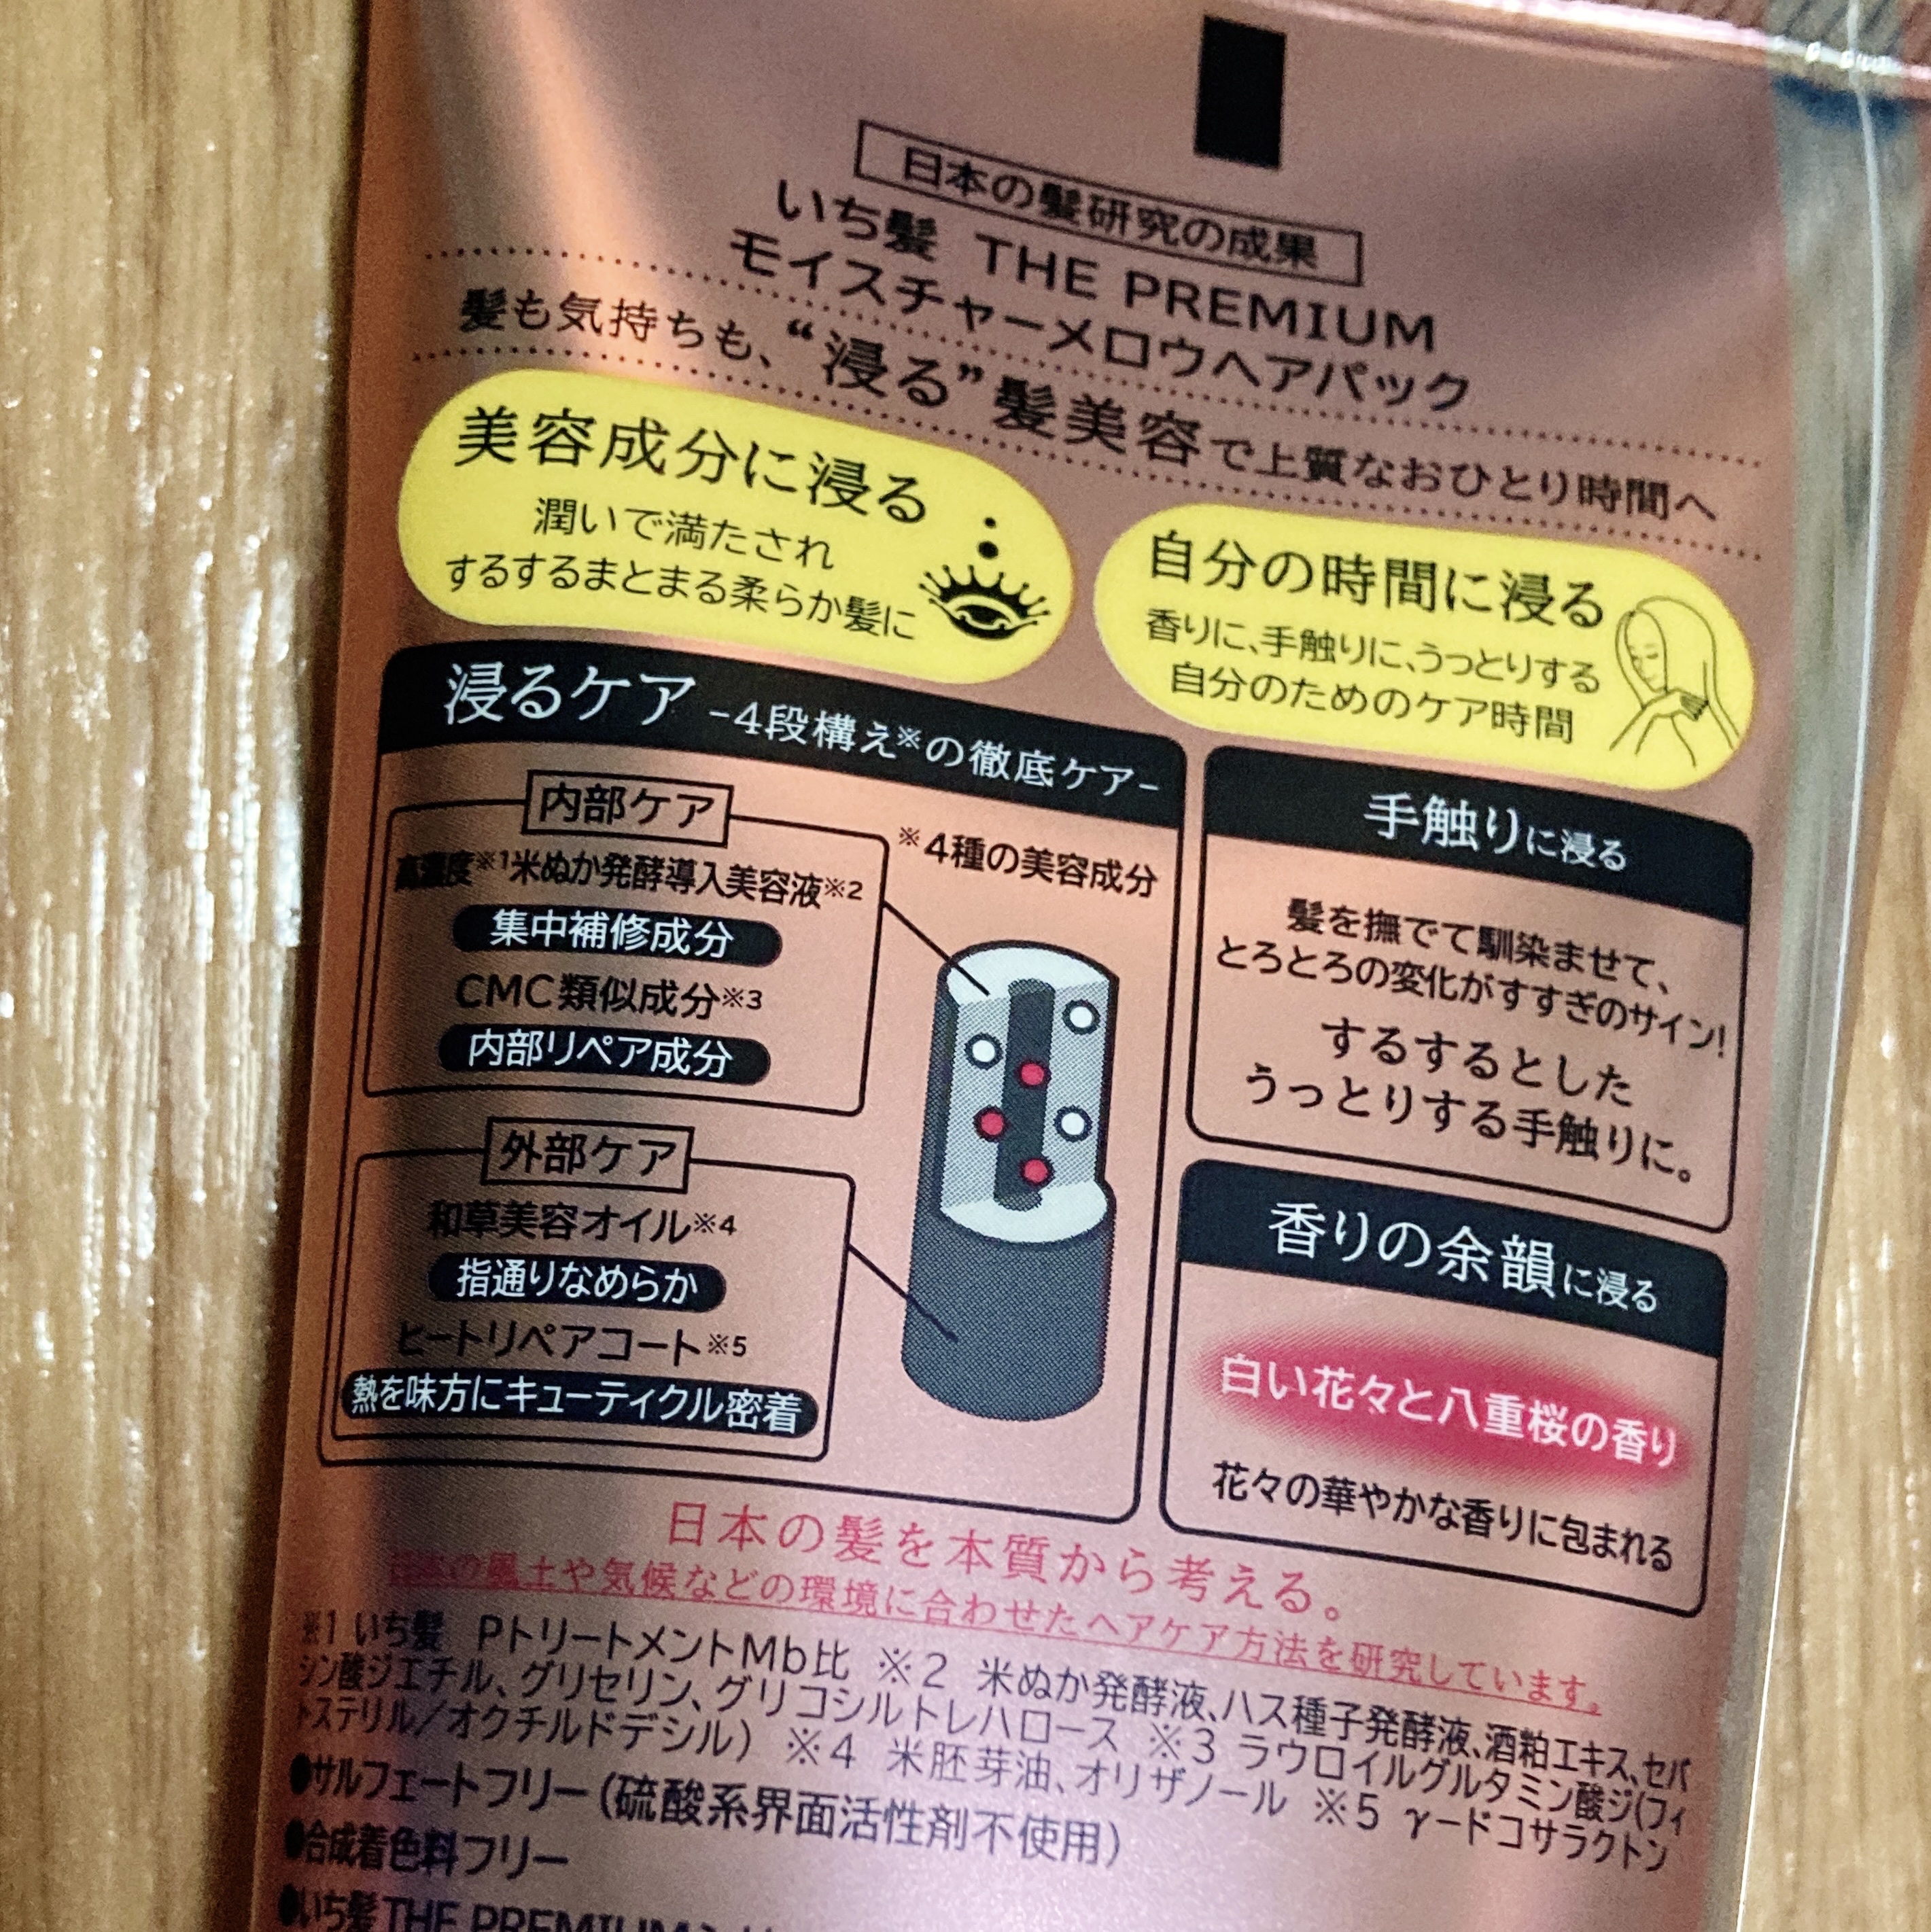 日本の髪研究の成果
いち髪 THE PREMIUM
モイスチャーメロウヘアパック
髪も気持ちも、“浸る”髪美容で上質なおひとり時間へ
美容成分に浸る
潤いで満たされ
するするまとまる柔らか髪に
自分の時間に浸る
香りに、手触りに、うっとりする
自分のためのケア時間
浸るケア -4段構え※の徹底ケア-
※4種の美容成分
内部ケア
高濃度※1米ぬか発酵導入美容液※2
集中補修成分
CMC類似成分※3
内部リペア成分
外部ケア
和草美容オイル※4
指通りなめらか
ヒートリペアコート※5
熱を味方にキューティクル密着
手触りに浸る
髪を撫でて馴染ませて、
とろとろの変化がすすぎのサイン!
するするとした
うっとりする手触りに。
香りの余韻に浸る
白い花々と八重桜の香り
花々の華やかな香りに包まれる
日本の髪を本質から考える。
日本の風土や気候などの環境に合わせたヘアケア方法を研究しています。
※1 いち髪 PトリートメントMb比 ※2 米ぬか発酵液、ハス種子発酵液、酒粕エキス、セバ
シン酸ジエチル、グリセリン、グリコシルトレハロース ※3 ラウロイルグルタミン酸ジ(フィ
トステリル/オクチルドデシル) ※4 米胚芽油、オリザノール ※5 γードコサラクトン
●サルフェートフリー(硫酸系界面活性剤不使用)
●合成着色料フリー
●いち髪 THE PREMIUM